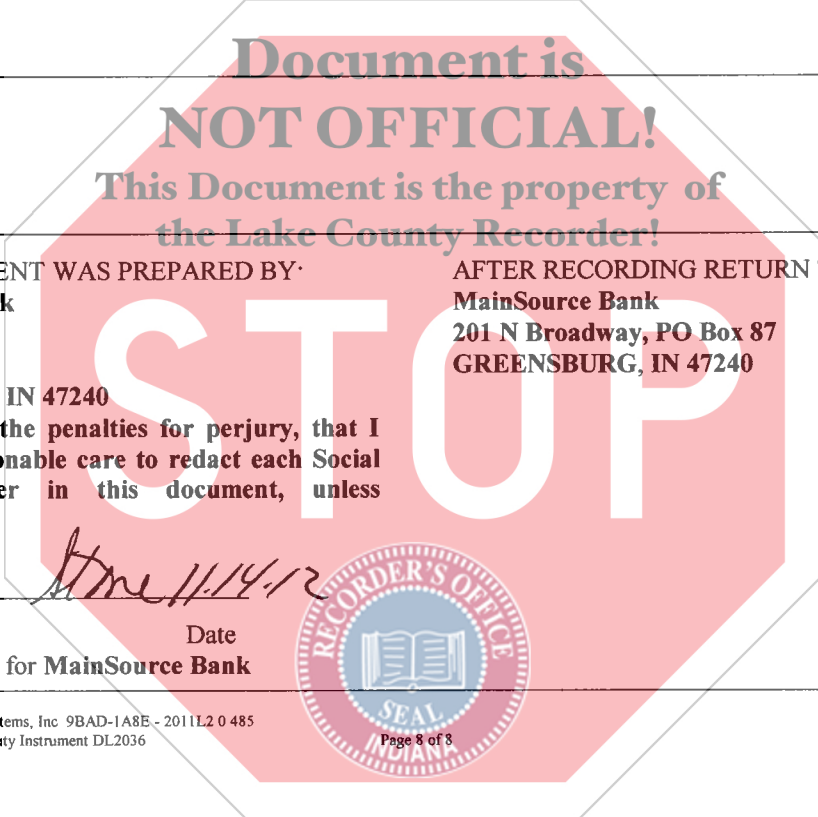 Document is
NOT OFFICIAL!
This Document is the property of
the Lake County Recorder!
ENT WAS PREPARED BY·
k
IN 47240
the penalties for perjury, that I
onable care to redact each Social
er in this document, unless
AFTER RECORDING RETURN
MainSource Bank
201 N Broadway, PO Box 87
GREENSBURG, IN 47240
STOP
Stone 11.14.12
Date
for MainSource Bank
RECORDER'S OFFICE
SEAL
INDIANA
tems, Inc 9BAD-1A8E - 2011L2 0 485
ty Instrument DL2036
Page 8 of 8